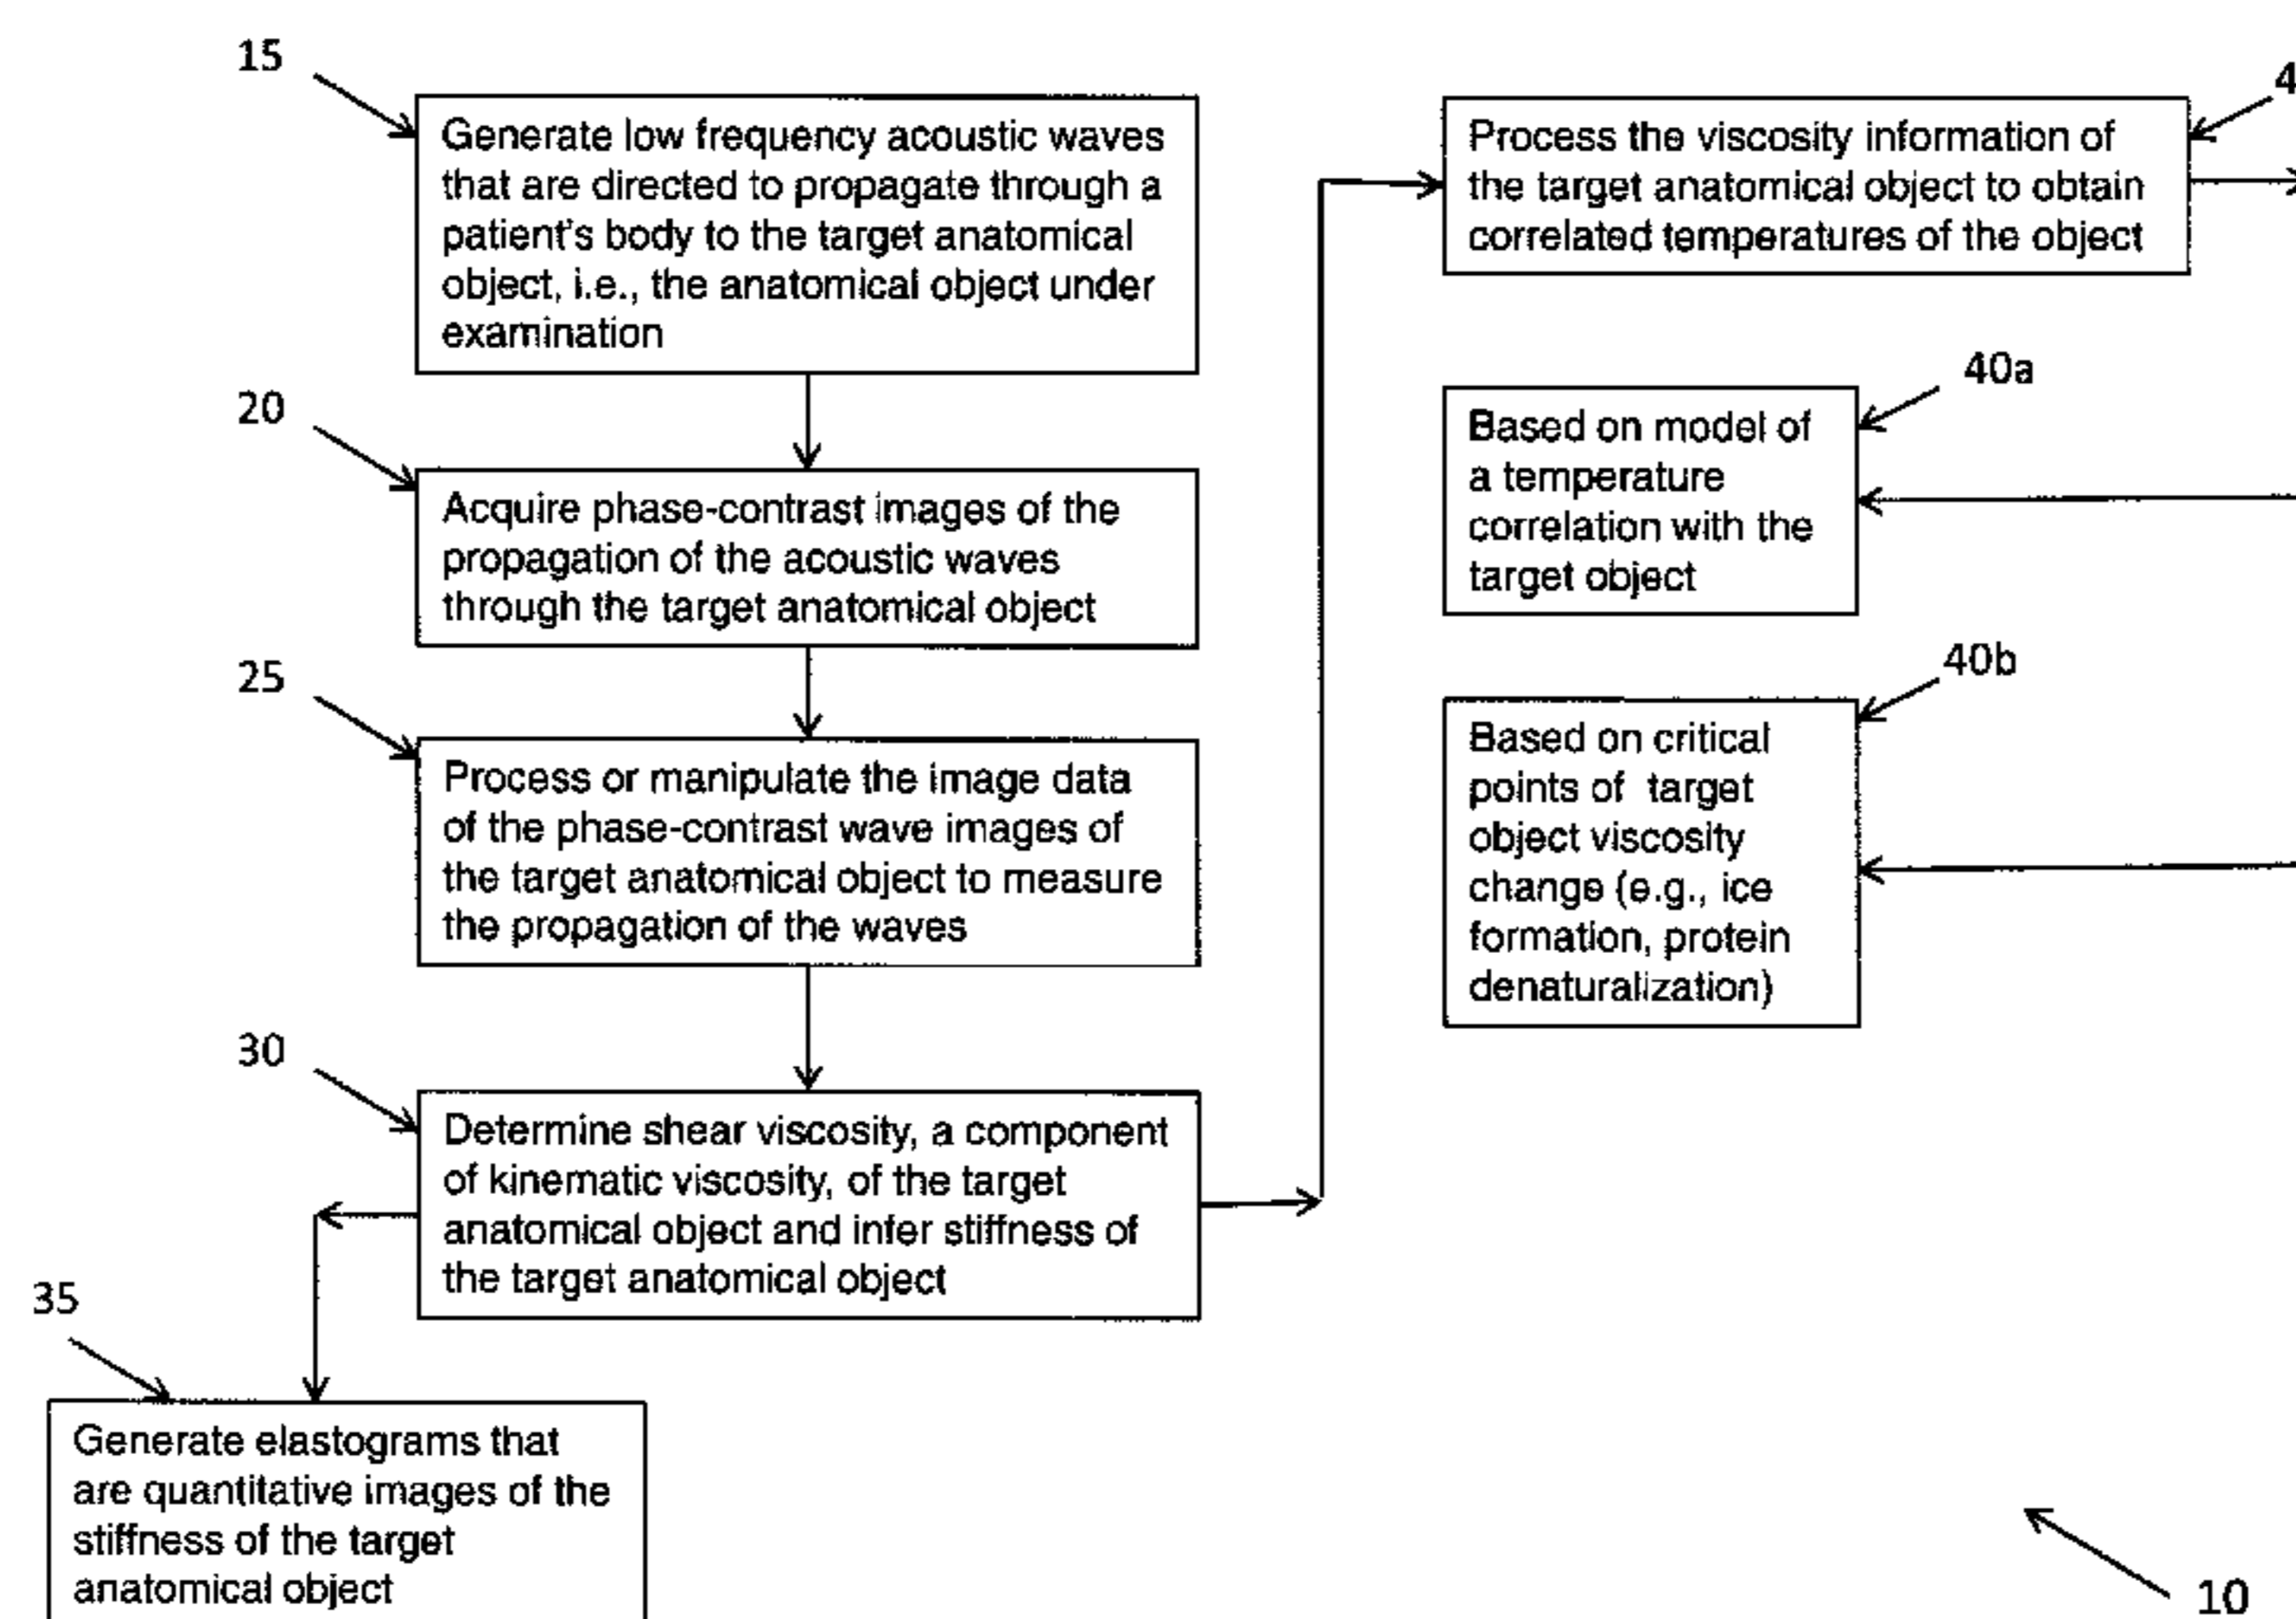 15
Generate low frequency acoustic waves
that are directed to propagate through a
patient's body to the target anatomical
object, i.e., the anatomical object under
examination
20
Acquire phase-contrast images of the
propagation of the acoustic waves
through the target anatomical object
25
Process or manipulate the image data
of the phase-contrast wave images of
the target anatomical object to measure
the propagation of the waves
30
Determine shear viscosity, a component
of kinematic viscosity, of the target
anatomical object and infer stiffness of
the target anatomical object
35
Generate elastograms that
are quantitative images of the
stiffness of the target
anatomical object
4
Process the viscosity information of
the target anatomical object to obtain
correlated temperatures of the object
40a
Based on model of
a temperature
correlation with the
target object
40b
Based on critical
points of target
object viscosity
change (e.g., ice
formation, protein
denaturalization)
10